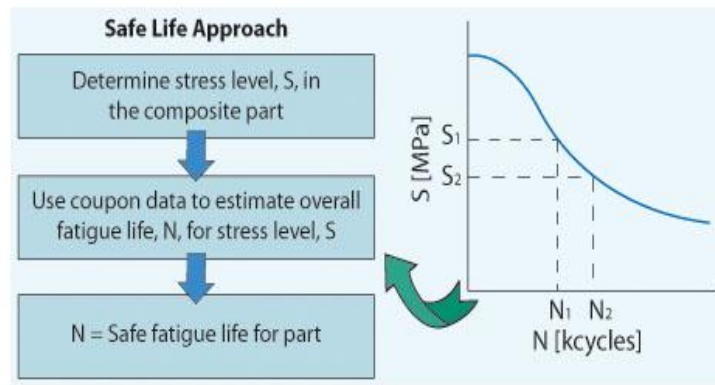 Safe Life Approach
Determine stress level, S, in
the composite part
Use coupon data to estimate overall
fatigue life, N, for stress level, S
N = Safe fatigue life for part
S [MPa]
S₁
S₂
N₁ N₂
N [kcycles]